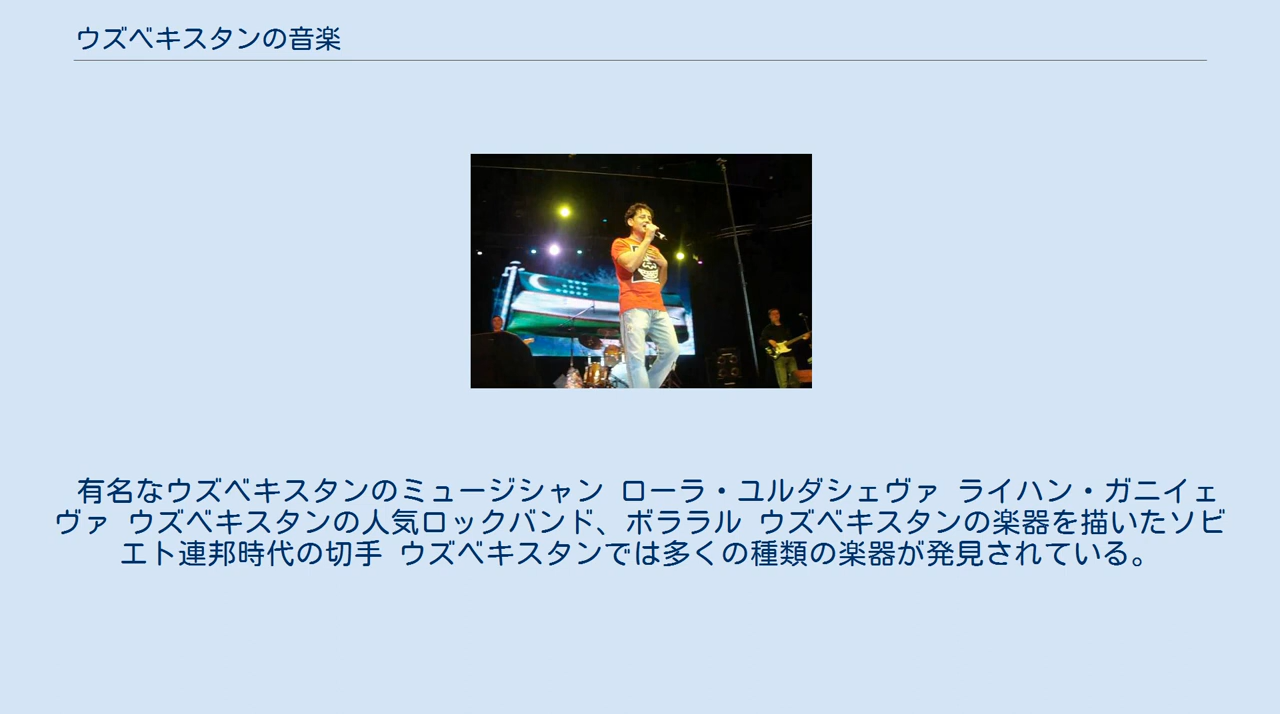 ウズベキスタンの音楽
有名なウズベキスタンのミュージシャン ローラ・ユルダシェヴァ ライハン・ガニイェ
ヴァ ウズベキスタンの人気ロックバンド、ボララル ウズベキスタンの楽器を描いたソビ
エト連邦時代の切手 ウズベキスタンでは多くの種類の楽器が発見されている。